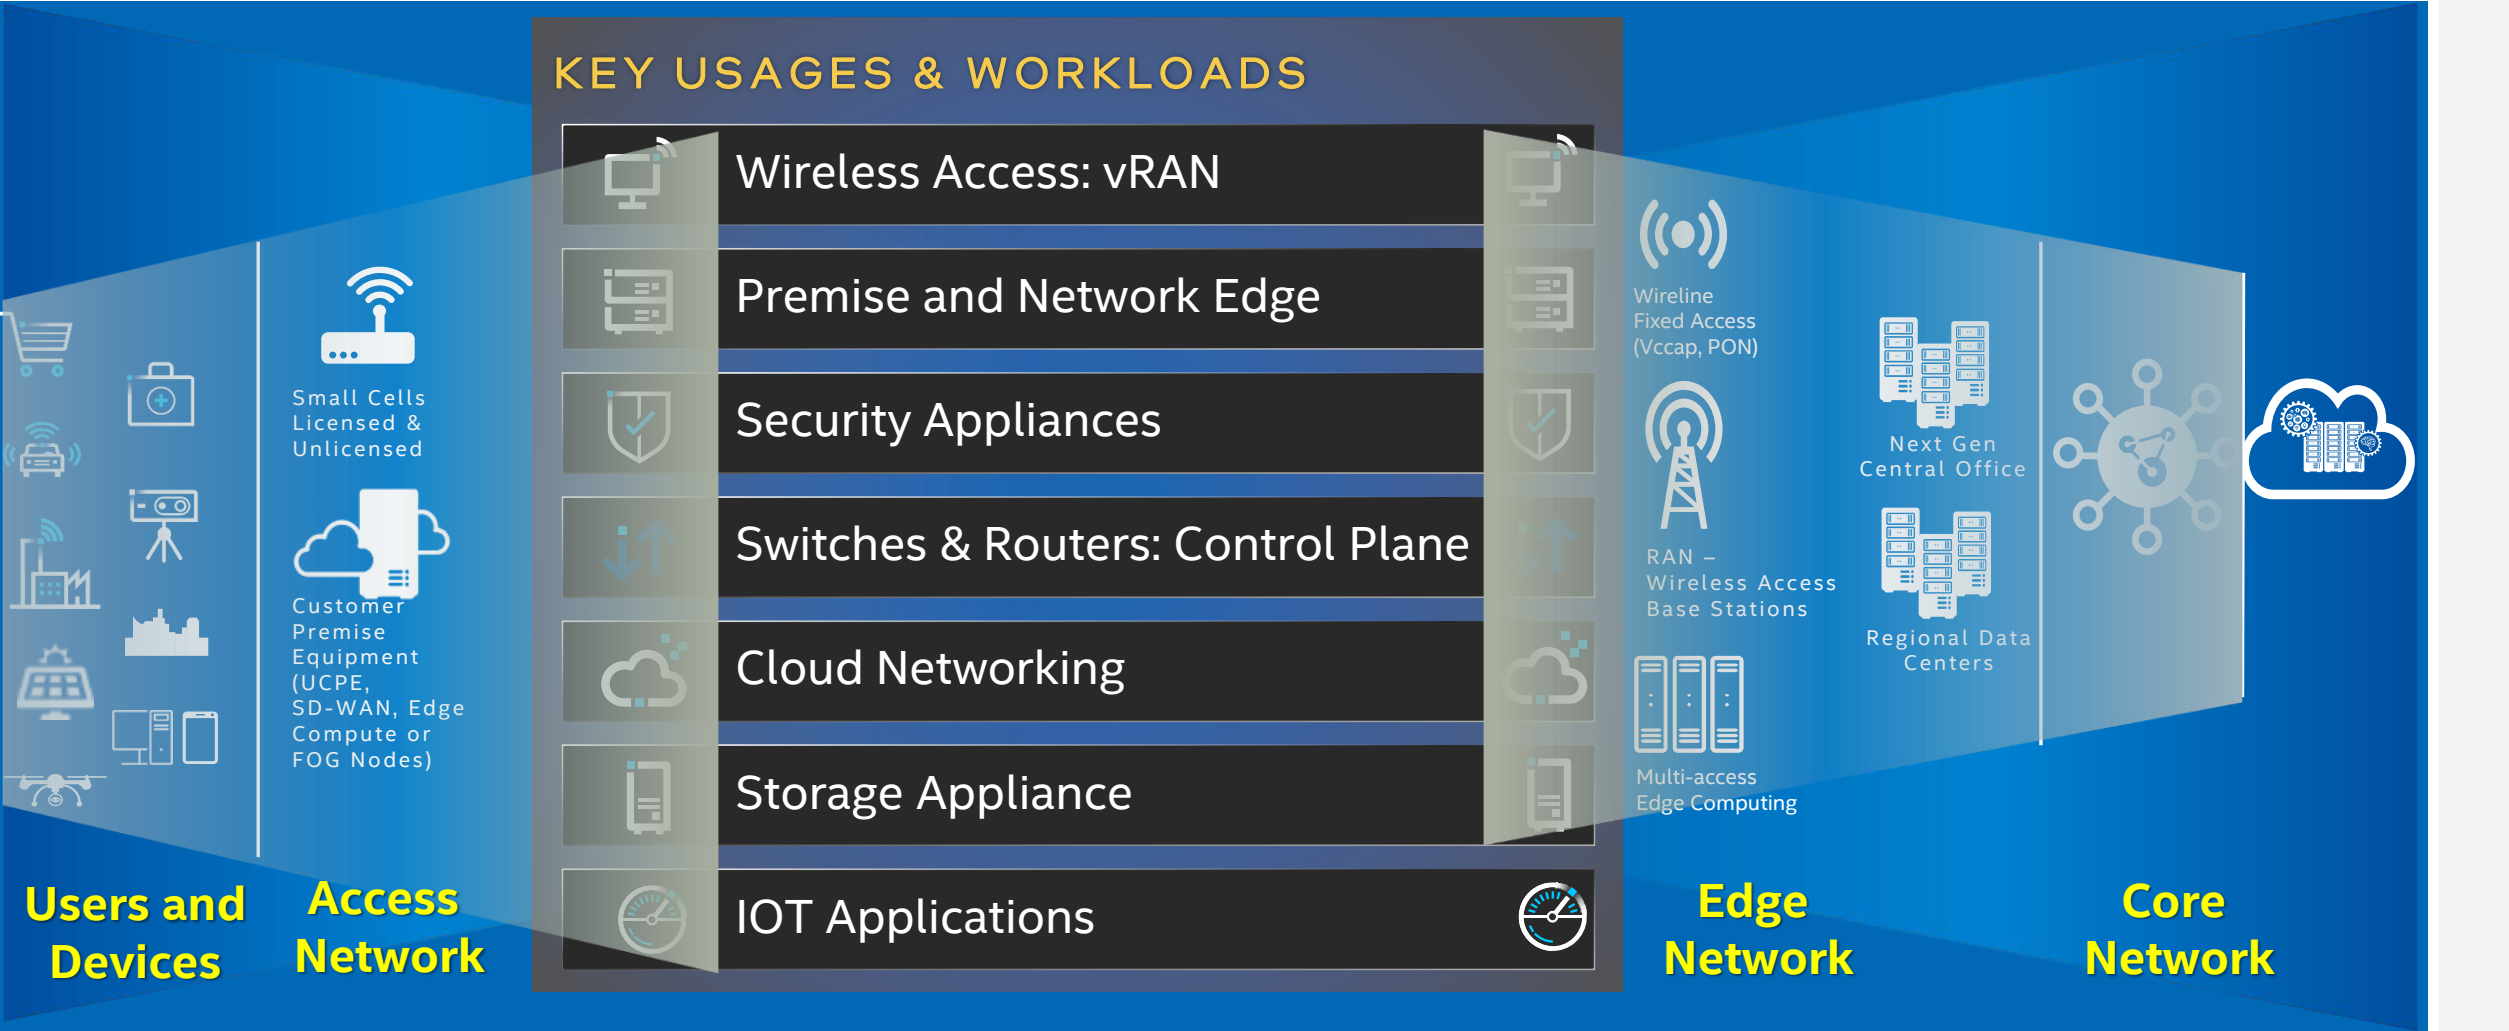 KEY USAGES & WORKLOADS
Wireless Access: vRAN
Premise and Network Edge
Security Appliances
Switches & Routers: Control Plane
Cloud Networking
Storage Appliance
IOT Applications
Small Cells
Licensed &
Unlicensed
Customer
Premise
Equipment
(UCPE,
SD-WAN, Edge
Compute or
FOG Nodes)
Wireline
Fixed Access
(Vccap, PON)
RAN –
Wireless Access
Base Stations
Multi-access
Edge Computing
Next Gen
Central Office
Regional Data
Centers
Users and
Devices
Access
Network
Edge
Network
Core
Network